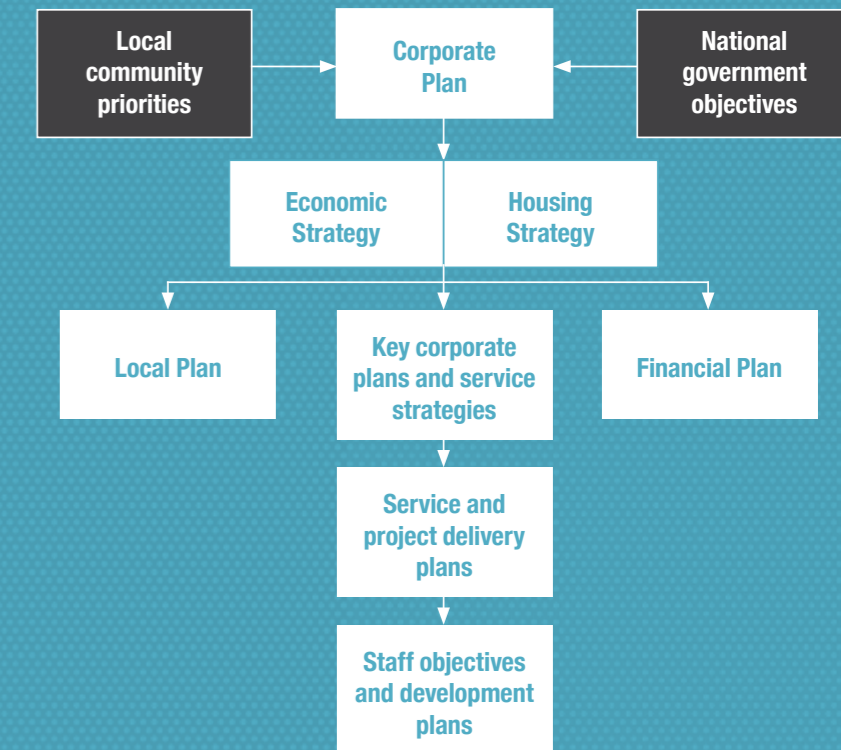 Local
community
priorities
Corporate
Plan
National
government
objectives
Economic
Strategy
Housing
Strategy
Local Plan
Key corporate
plans and service
strategies
Financial Plan
Service and
project delivery
plans
Staff objectives
and development
plans